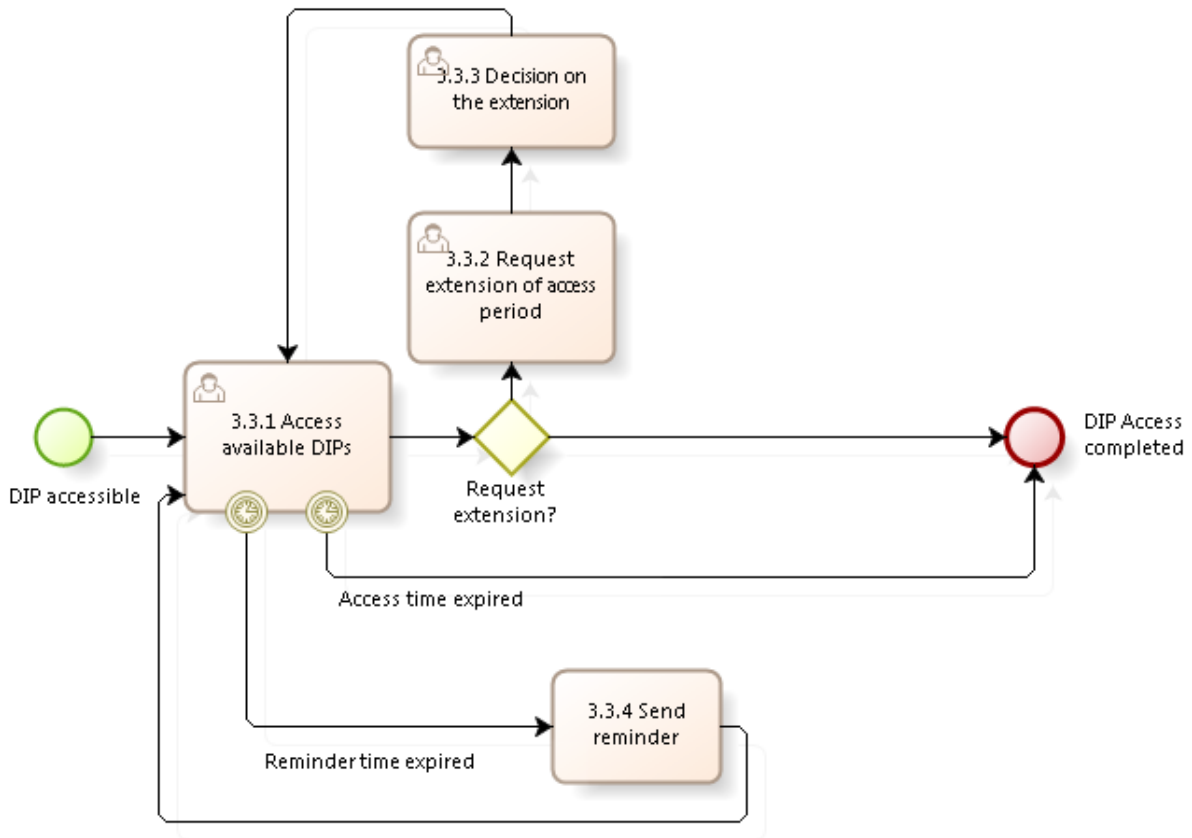 3.3.3 Decision on
the extension
3.3.2 Request
extension of access
period
3.3.1 Access
available DIPs
DIP accessible
Request
extension?
DIP Access
completed
Access time expired
3.3.4 Send
reminder
Reminder time expired